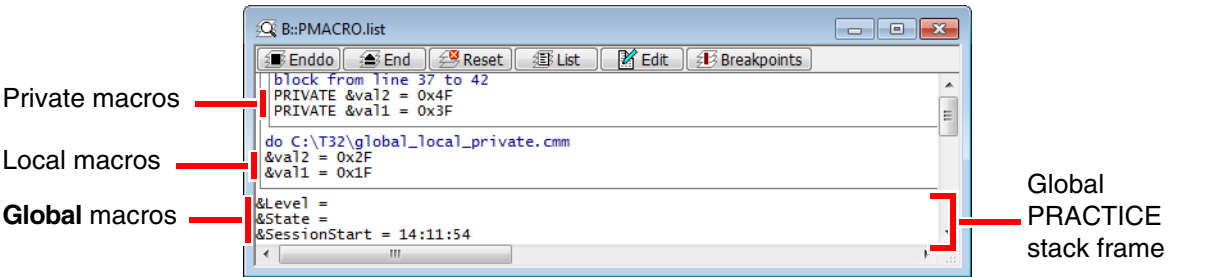 B::PMACRO.list
Enddo End Reset List Edit Breakpoints
block from line 37 to 42
PRIVATE &val2 = 0x4F
PRIVATE &val1 = 0x3F
do C:\T32\global_local_private.cmm
&val2 = 0x2F
&val1 = 0x1F
&Level =
&State =
&SessionStart = 14:11:54
Private macros
Local macros
Global macros
Global
PRACTICE
stack frame